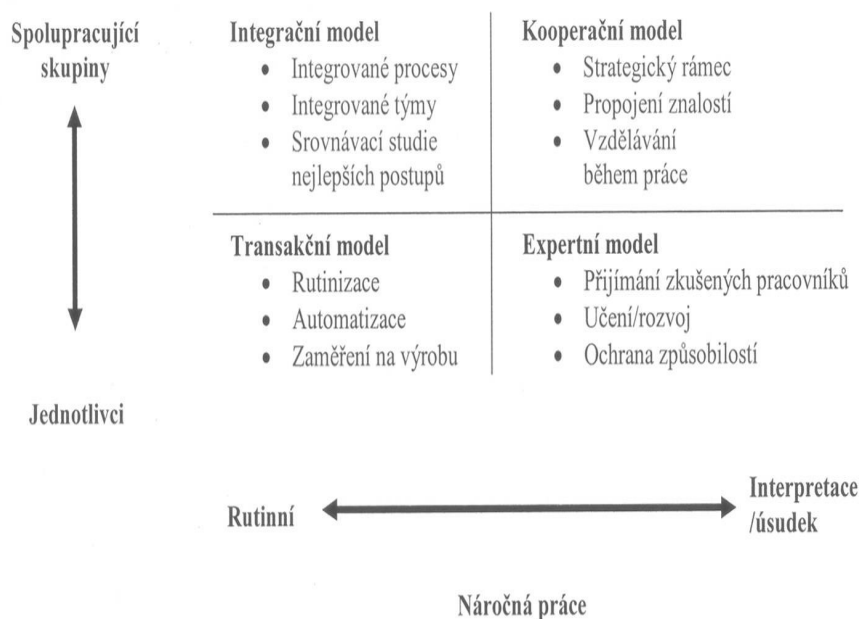 Spolupracující
skupiny
Integrační model
• Integrované procesy
• Integrované týmy
• Srovnávací studie
nejlepších postupů
Kooperační model
• Strategický rámec
• Propojení znalostí
• Vzdělávání
během práce
Transakční model
• Rutinizace
• Automatizace
• Zaměření na výrobu
Expertní model
• Přijímání zkušených pracovníků
• Učení/rozvoj
• Ochrana způsobilostí
Jednotlivci
Rutinní
Interpretace
/úsudek
Náročná práce